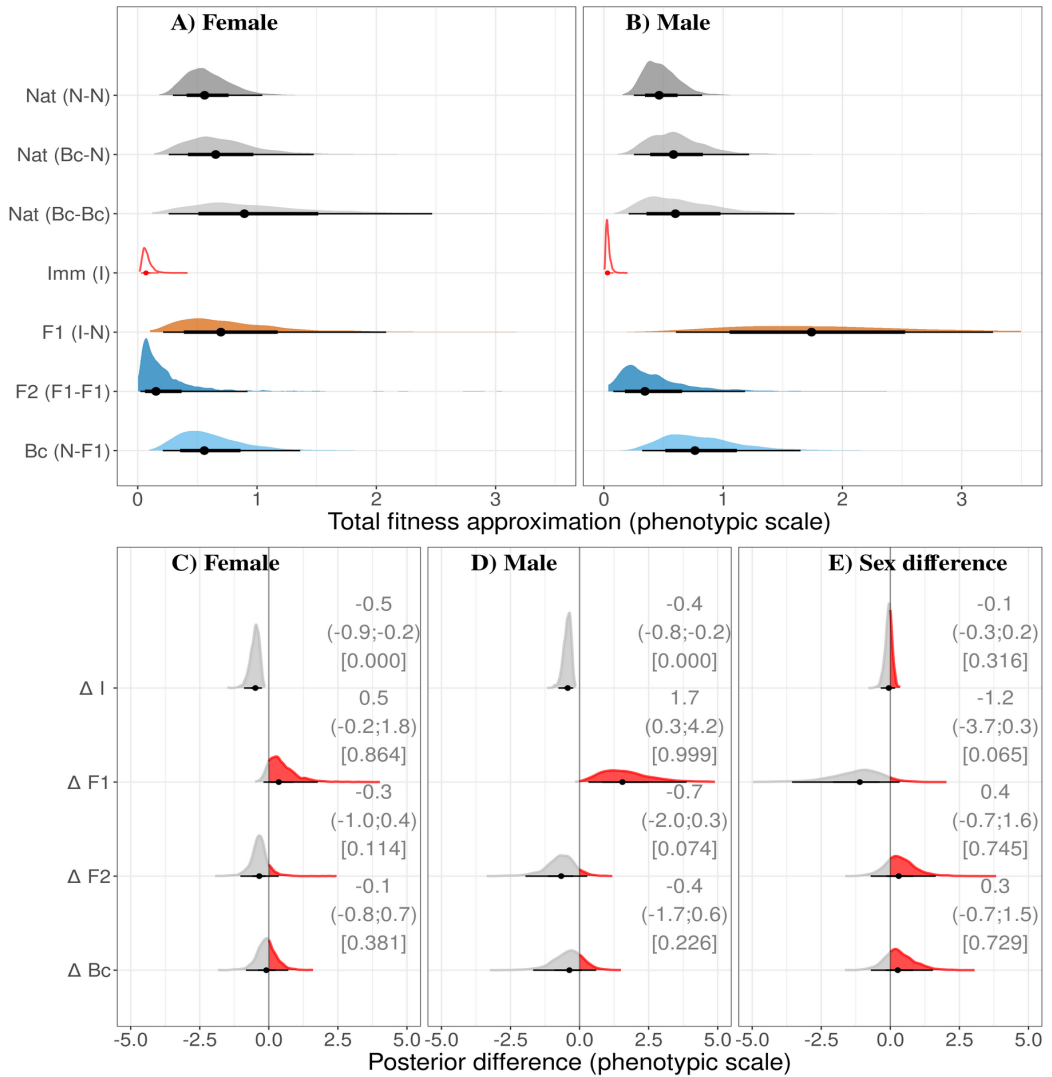 A) Female
B) Male
Nat (N-N)
Nat (Bc-N)
Nat (Bc-Bc)
Imm (I)
F1 (I-N)
F2 (F1-F1)
Bc (N-F1)
0 1 2 3 0 1 2 3
Total fitness approximation (phenotypic scale)
C) Female
D) Male
E) Sex difference
-0.5 -0.4 -0.1
(-0.9;-0.2) (-0.8;-0.2) (-0.3;0.2)
[0.000] [0.000] [0.316]
Δ I
0.5 1.7 -1.2
(-0.2;1.8) (0.3;4.2) (-3.7;0.3)
[0.864] [0.999] [0.065]
Δ F1
-0.3 -0.7 0.4
(-1.0;0.4) (-2.0;0.3) (-0.7;1.6)
[0.114] [0.074] [0.745]
Δ F2
-0.1 -0.4 0.3
(-0.8;0.7) (-1.7;0.6) (-0.7;1.5)
[0.381] [0.226] [0.729]
Δ Bc
-5.0 -2.5 0.0 2.5 5.0 -5.0 -2.5 0.0 2.5 5.0 -5.0 -2.5 0.0 2.5 5.0
Posterior difference (phenotypic scale)